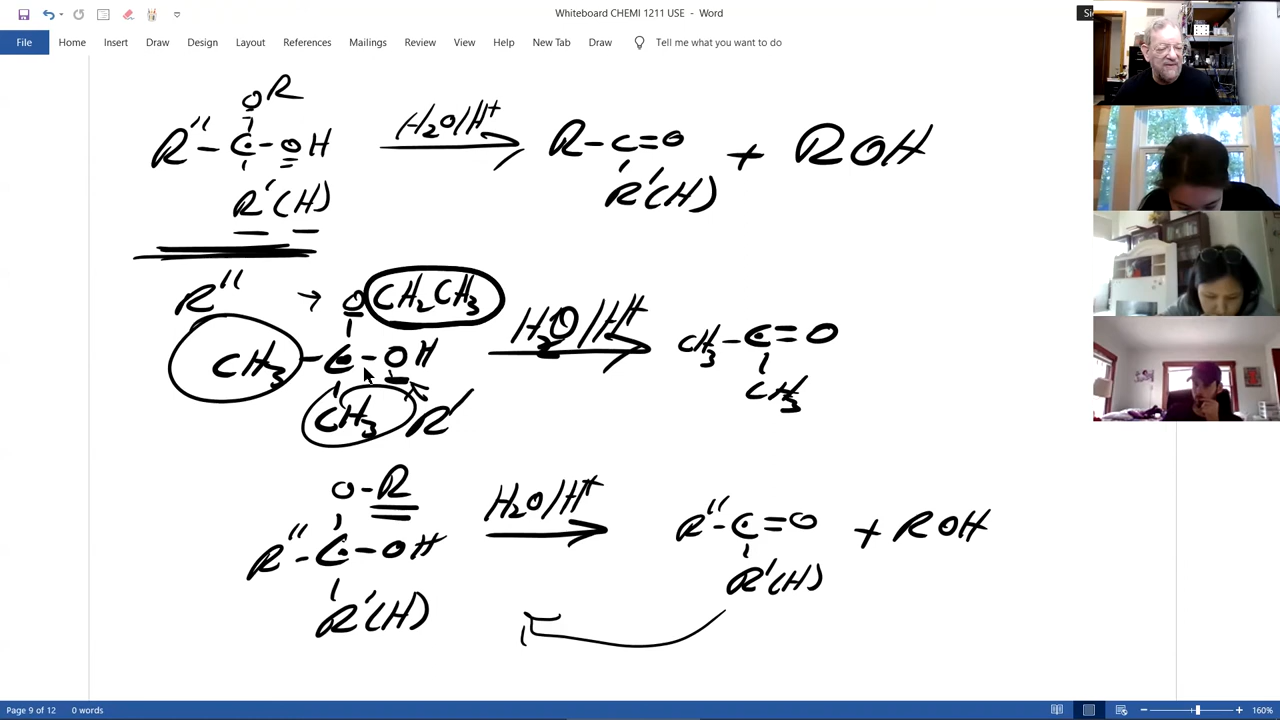 Whiteboard CHEMI 1211 USE - Word
File Home Insert Draw Design Layout References Mailings Review View Help New Tab Draw Tell me what you want to do
OR
R'' - C - OH H2O/H+ R - C = O + ROH
R'(H) R'(H)
R'' → O CH2CH3
CH3 - C - OH H2O/H+ CH3 - C = O
CH3 R' CH3
O - R
R'' - C - OH H2O/H+ R'' - C = O + ROH
R'(H) R'(H)
Page 9 of 12 0 words 160%